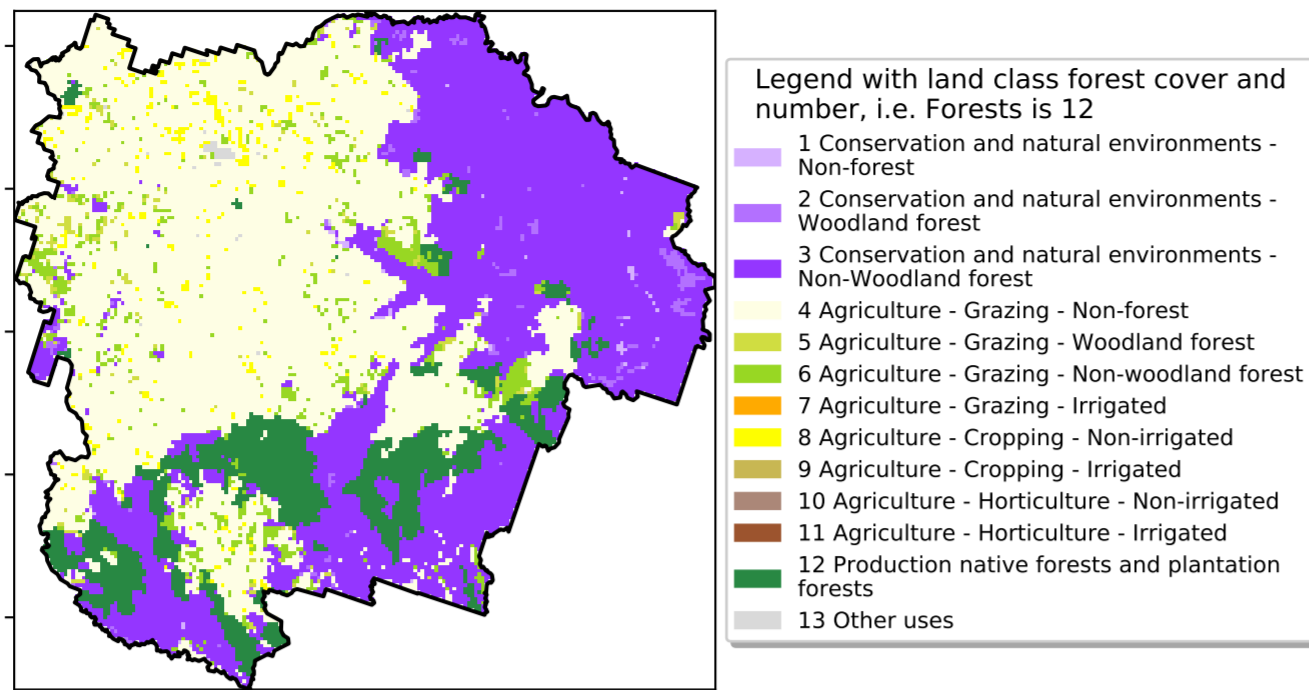 Legend with land class forest cover and
number, i.e. Forests is 12
1 Conservation and natural environments -
Non-forest
2 Conservation and natural environments -
Woodland forest
3 Conservation and natural environments -
Non-Woodland forest
4 Agriculture - Grazing - Non-forest
5 Agriculture - Grazing - Woodland forest
6 Agriculture - Grazing - Non-woodland forest
7 Agriculture - Grazing - Irrigated
8 Agriculture - Cropping - Non-irrigated
9 Agriculture - Cropping - Irrigated
10 Agriculture - Horticulture - Non-irrigated
11 Agriculture - Horticulture - Irrigated
12 Production native forests and plantation
forests
13 Other uses